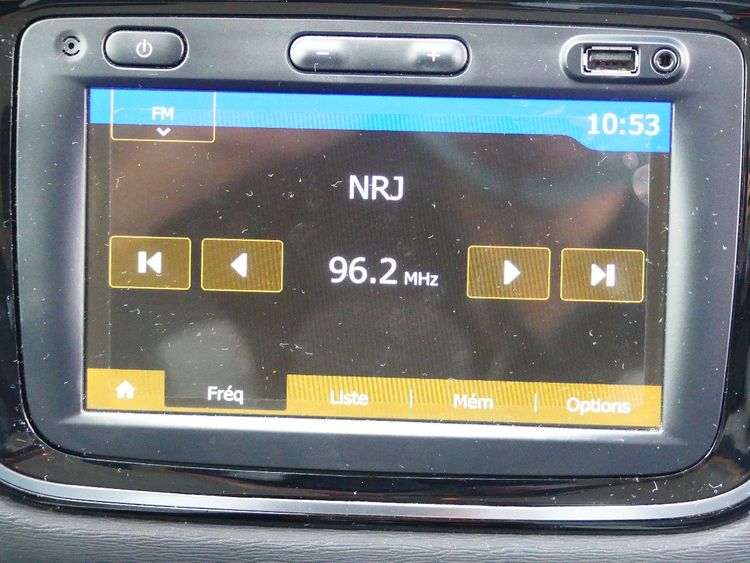 FM
10:53
NRJ
96.2 MHz
Fréq
Liste
Mém
Options